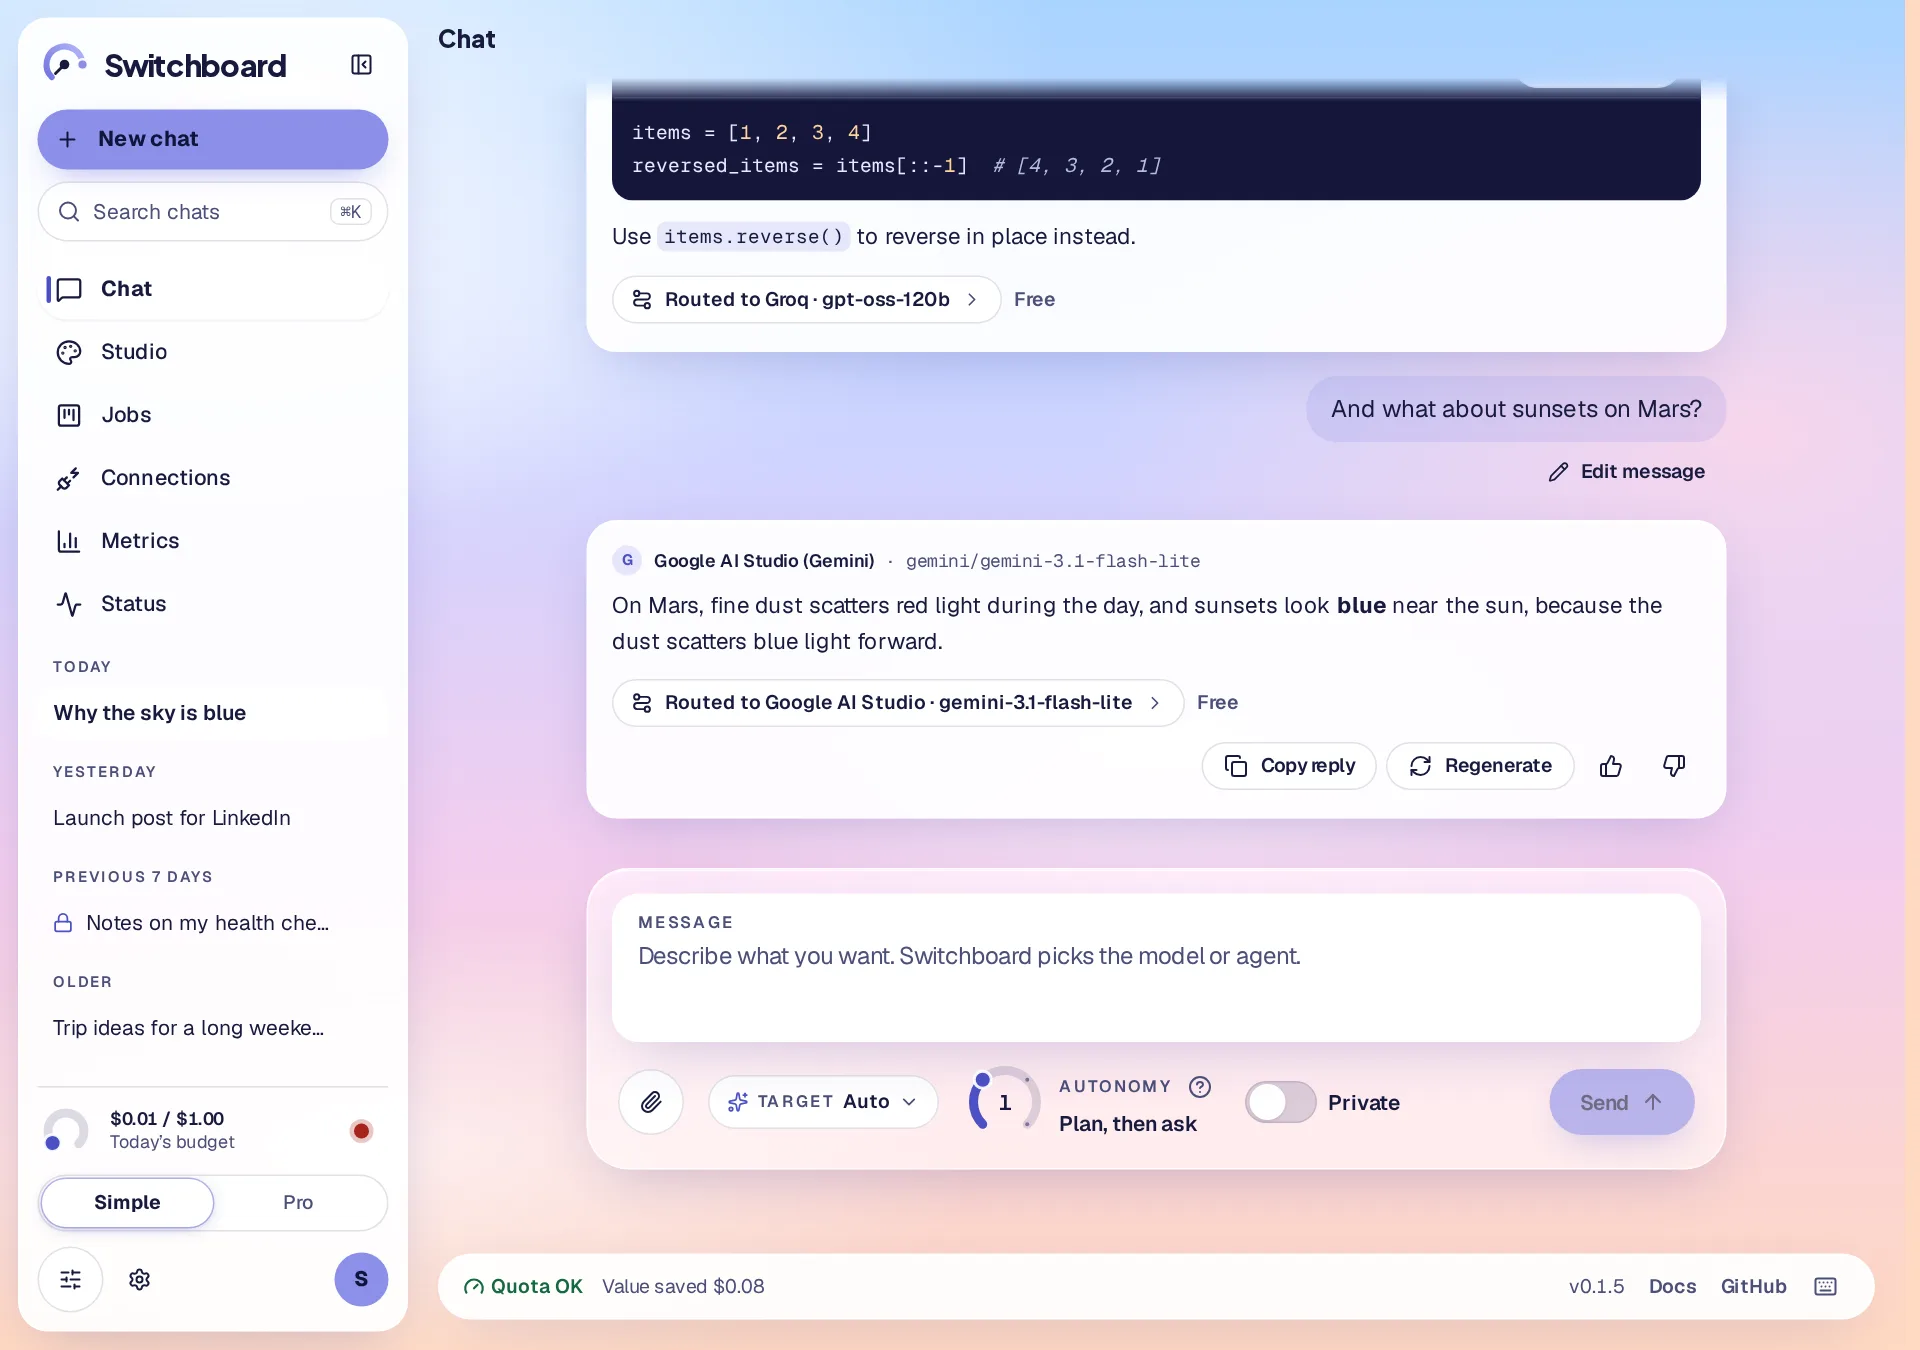 Switchboard
New chat
Search chats
⌘K
Chat
Studio
Jobs
Connections
Metrics
Status
TODAY
Why the sky is blue
YESTERDAY
Launch post for LinkedIn
PREVIOUS 7 DAYS
Notes on my health che...
OLDER
Trip ideas for a long weeke...
$0.01 / $1.00
Today's budget
Simple
Pro
S
Chat
items = [1, 2, 3, 4]
reversed_items = items[::-1]  # [4, 3, 2, 1]
Use items.reverse() to reverse in place instead.
Routed to Groq · gpt-oss-120b
Free
And what about sunsets on Mars?
Edit message
G
Google AI Studio (Gemini) · gemini/gemini-3.1-flash-lite
On Mars, fine dust scatters red light during the day, and sunsets look blue near the sun, because the
dust scatters blue light forward.
Routed to Google AI Studio · gemini-3.1-flash-lite
Free
Copy reply
Regenerate
MESSAGE
Describe what you want. Switchboard picks the model or agent.
TARGET Auto
1
AUTONOMY
Plan, then ask
Private
Send
Quota OK
Value saved $0.08
v0.1.5
Docs
GitHub